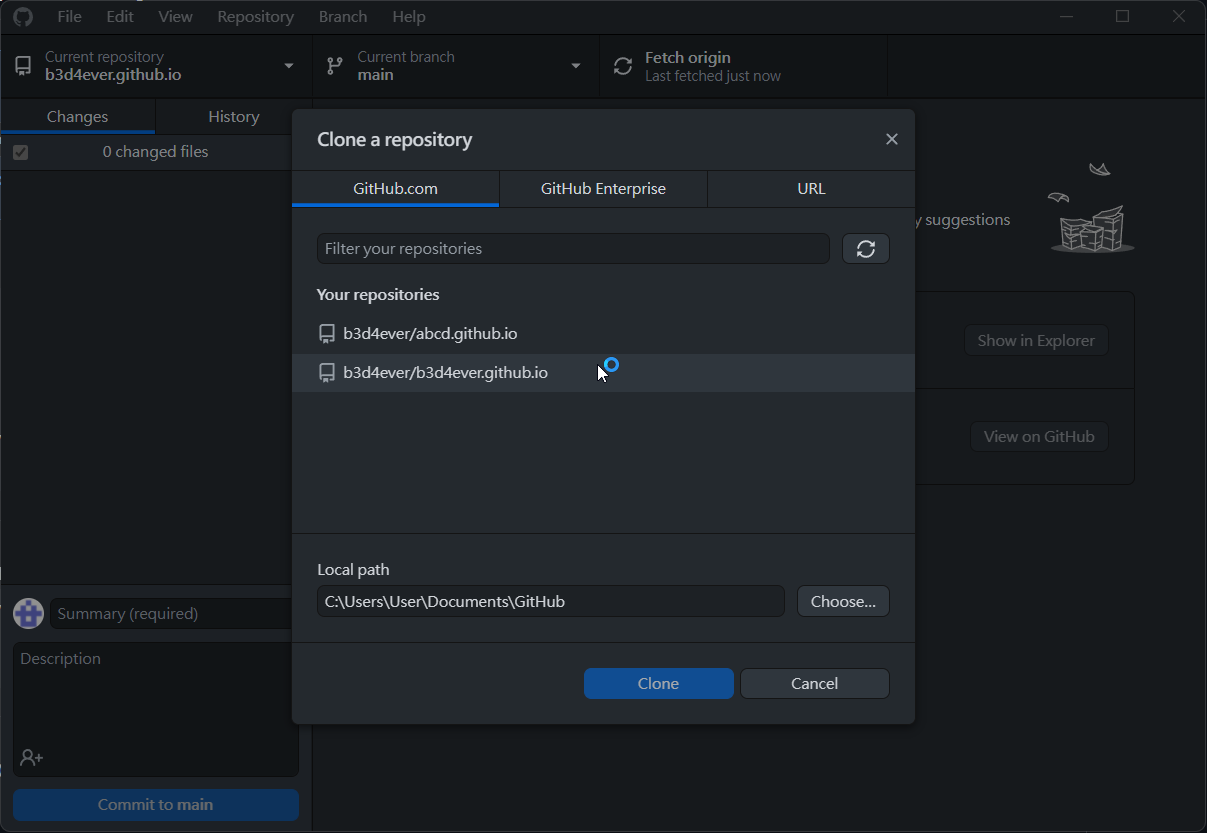 File Edit View Repository Branch Help
Current repository
b3d4ever.github.io
Current branch
main
Fetch origin
Last fetched just now
Changes History
0 changed files
Clone a repository
GitHub.com GitHub Enterprise URL
Filter your repositories
Your repositories
b3d4ever/abcd.github.io
b3d4ever/b3d4ever.github.io
y suggestions
Show in Explorer
View on GitHub
Local path
C:\Users\User\Documents\GitHub Choose...
Clone Cancel
Summary (required)
Description
Commit to main